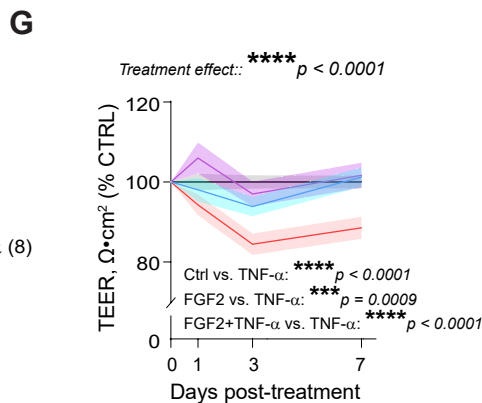 G
Treatment effect:: ****p < 0.0001
120
100
80
0
TEER, Ω•cm² (% CTRL)
(8)
Ctrl vs. TNF-α: ****p < 0.0001
FGF2 vs. TNF-α: ***p = 0.0009
FGF2+TNF-α vs. TNF-α: ****p < 0.0001
0 1 3 7
Days post-treatment